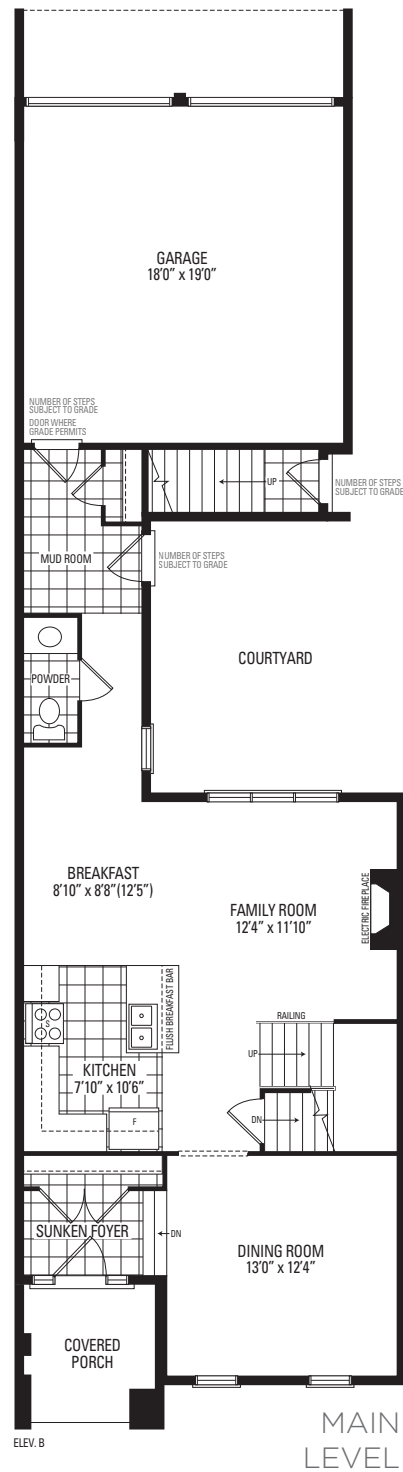 GARAGE
18'0" x 19'0"
NUMBER OF STEPS
SUBJECT TO GRADE
DOOR WHERE
GRADE PERMITS
UP
NUMBER OF STEPS
SUBJECT TO GRADE
MUD ROOM
NUMBER OF STEPS
SUBJECT TO GRADE
COURTYARD
POWDER
BREAKFAST
8'10" x 8'8"(12'5")
FAMILY ROOM
12'4" x 11'10"
ELECTRIC FIREPLACE
FLUSH BREAKFAST BAR
S
RAILING
UP
KITCHEN
7'10" x 10'6"
F
DN
SUNKEN FOYER
DN
DINING ROOM
13'0" x 12'4"
COVERED
PORCH
ELEV. B
MAIN
LEVEL